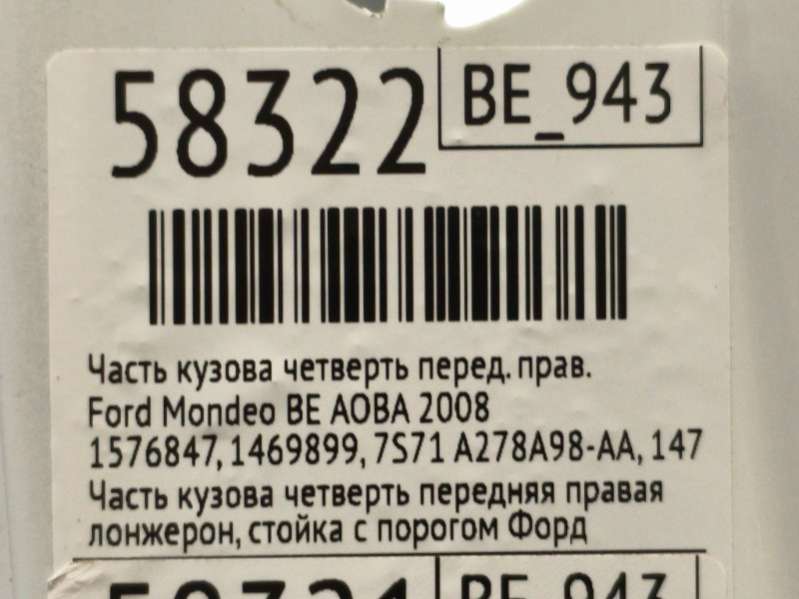 58322
BE_943
Часть кузова четверть перед. прав.
Ford Mondeo BE AOBA 2008
1576847, 1469899, 7S71 A278A98-AA, 147
Часть кузова четверть передняя правая
лонжерон, стойка с порогом Форд
58321
BE_943